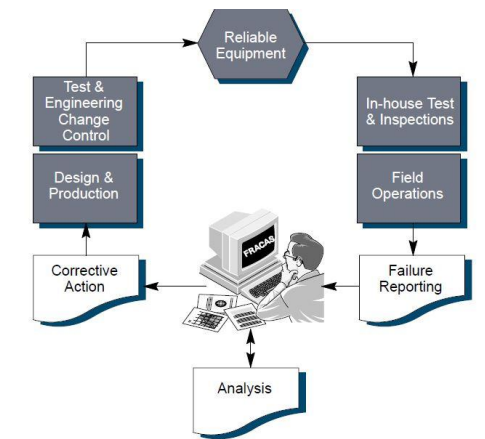 Reliable
Equipment
Test &
Engineering
Change
Control
In-house Test
& Inspections
Design &
Production
Field
Operations
FRACAS
Corrective
Action
Failure
Reporting
Analysis